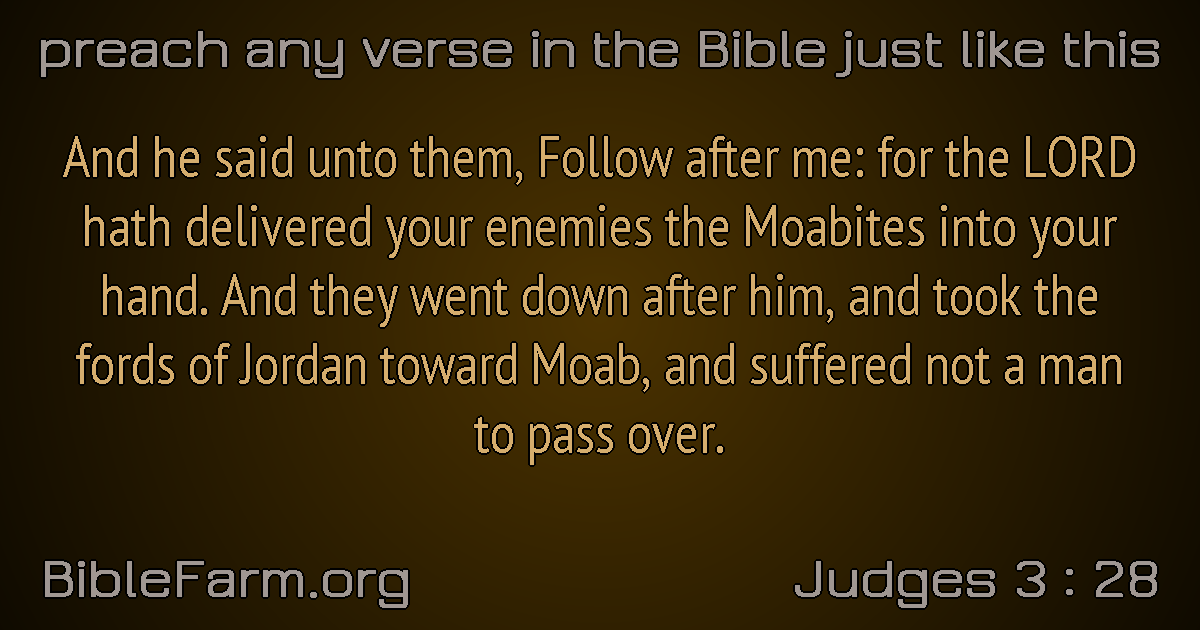 preach any verse in the Bible just like this
And he said unto them, Follow after me: for the LORD
hath delivered your enemies the Moabites into your
hand. And they went down after him, and took the
fords of Jordan toward Moab, and suffered not a man
to pass over.
BibleFarm.org
Judges 3 : 28